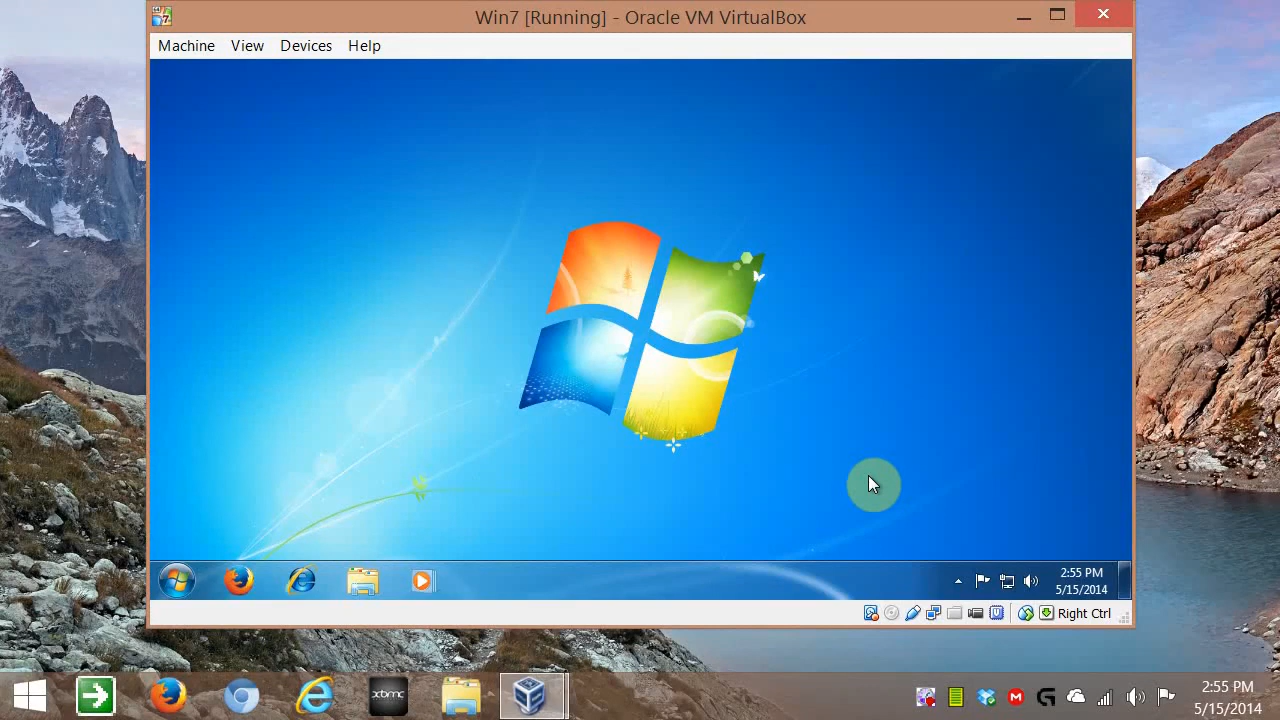 Win7 [Running] - Oracle VM VirtualBox
Machine View Devices Help
2:55 PM
5/15/2014
Right Ctrl
xbmc
2:55 PM
5/15/2014